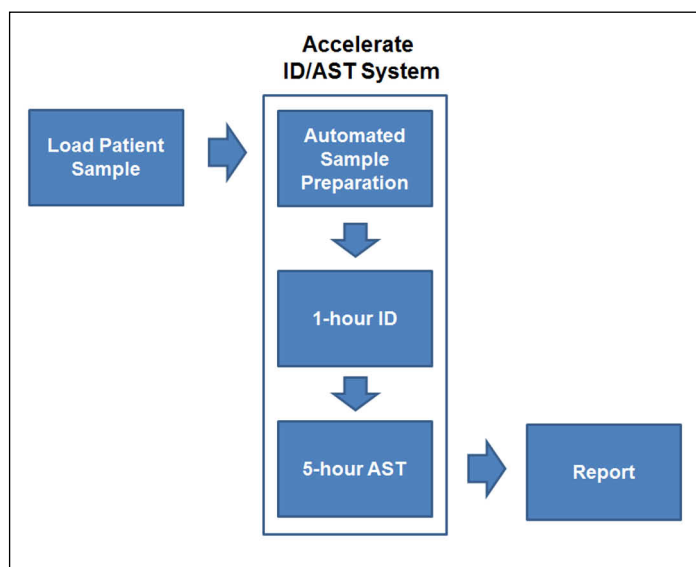 Accelerate
ID/AST System
Load Patient
Sample
Automated
Sample
Preparation
1-hour ID
5-hour AST
Report